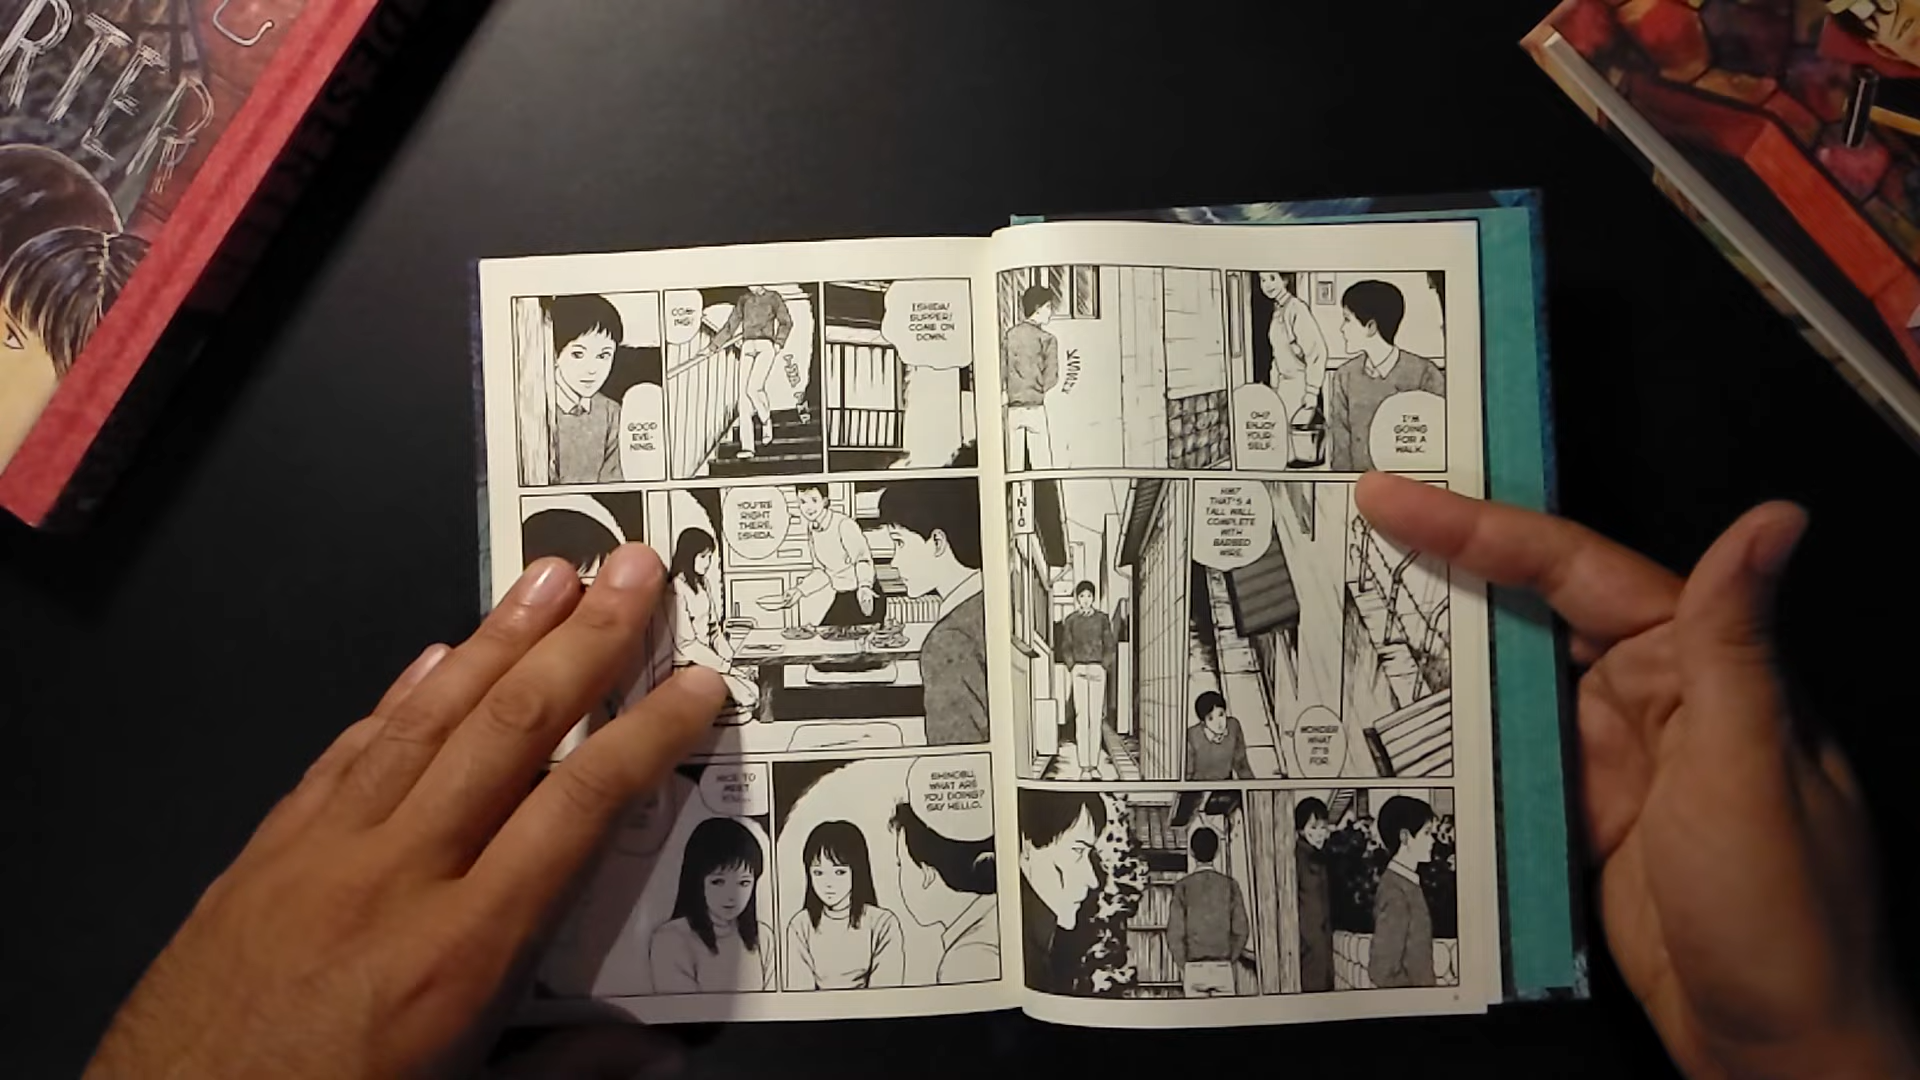 RTER
I'M
GOING
FOR A
WALK.
OH?
ENJOY
YOUR-
SELF.
HM?
THAT'S A
TALL WALL.
COMPLETE
WITH
BARBED
WIRE.
WONDER
WHAT
IT'S
FOR.
ISHIDA!
SUPPER!
COME ON
DOWN.
COM-
ING!
GOOD
EVE-
NING.
YOU'RE
RIGHT
THERE,
ISHIDA.
SHINOBU,
WHAT ARE
YOU DOING?
SAY HELLO.
NICE TO
MEET
YOU...